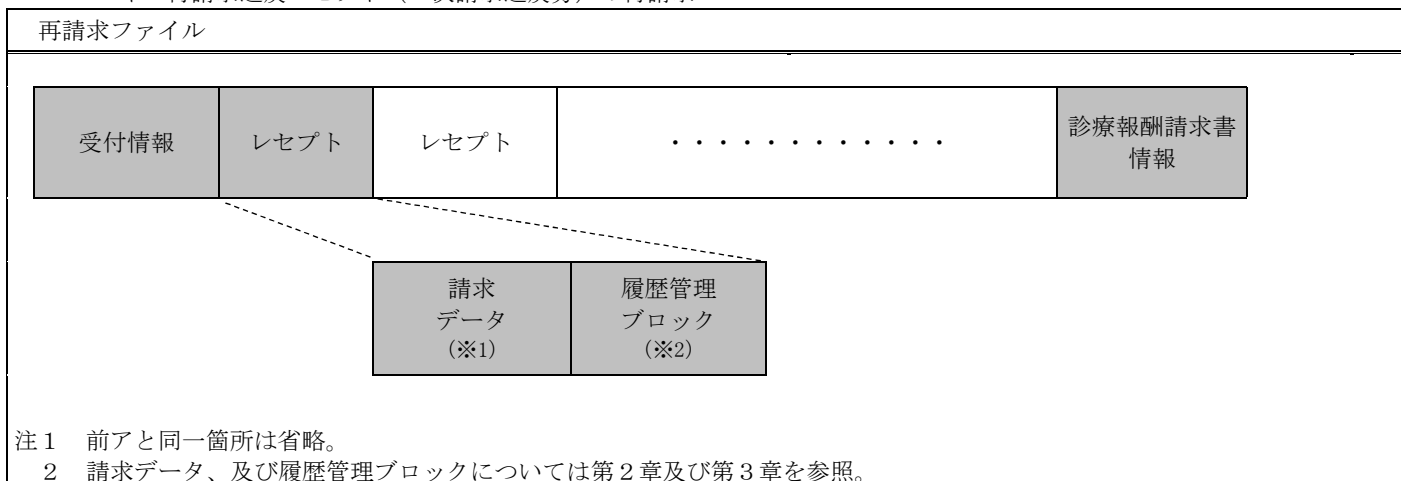 再請求ファイル
受付情報
レセプト
レセプト
・・・・・・・・・・・・
診療報酬請求書
情報
請求
データ
(※1)
履歴管理
ブロック
(※2)
注1 前アと同一箇所は省略。
2 請求データ、及び履歴管理ブロックについては第2章及び第3章を参照。